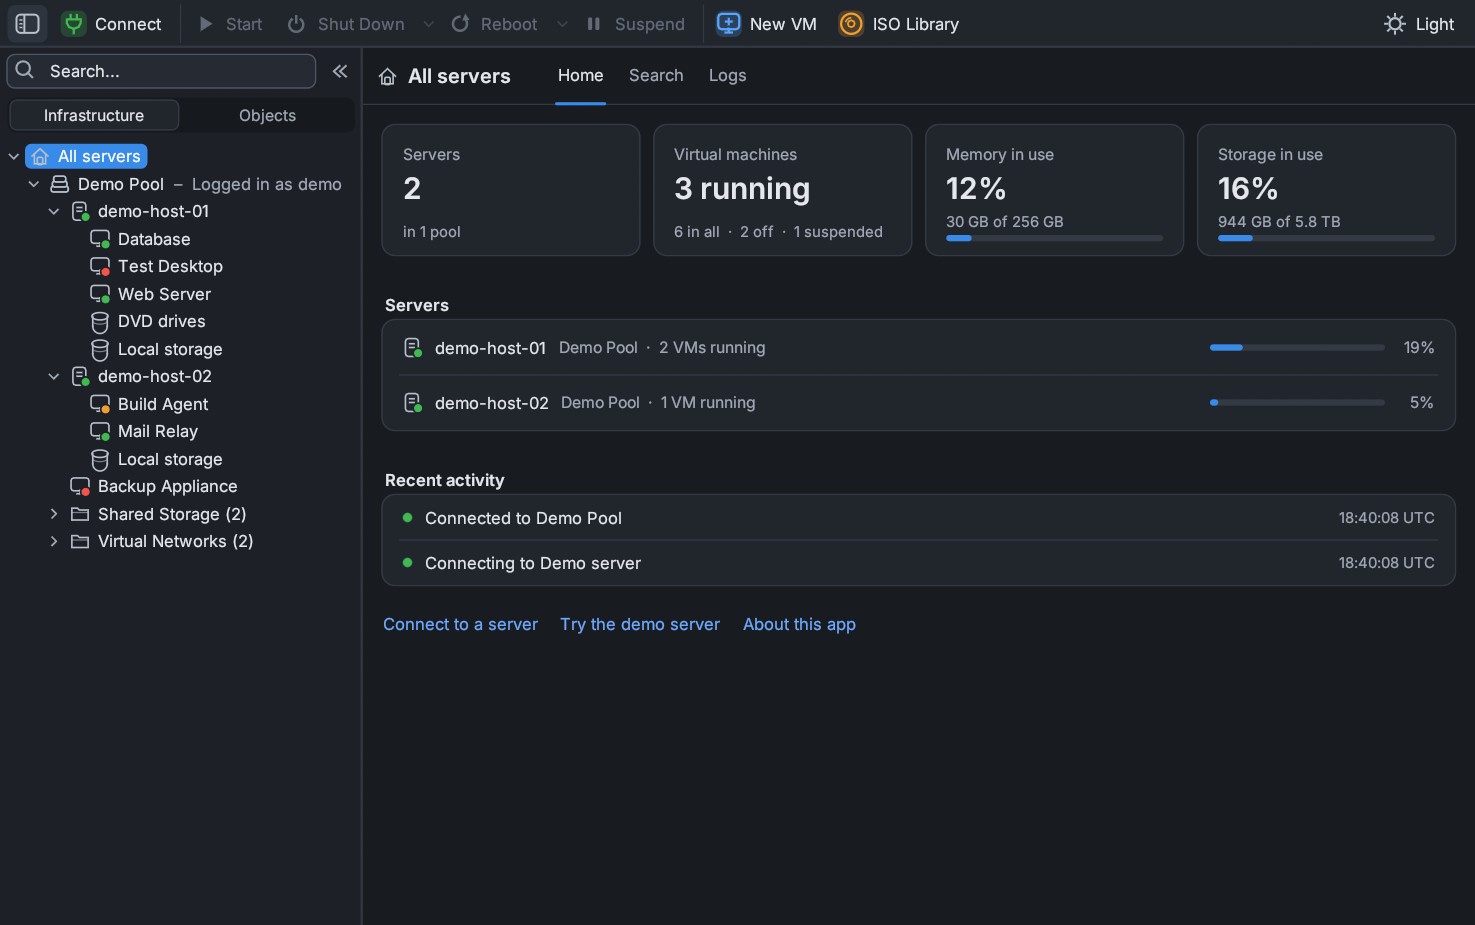 Connect Start Shut Down Reboot Suspend New VM ISO Library Light
Search...
Infrastructure Objects
All servers
Demo Pool – Logged in as demo
demo-host-01
Database
Test Desktop
Web Server
DVD drives
Local storage
demo-host-02
Build Agent
Mail Relay
Local storage
Backup Appliance
Shared Storage (2)
Virtual Networks (2)
All servers Home Search Logs
Servers
2
in 1 pool
Virtual machines
3 running
6 in all · 2 off · 1 suspended
Memory in use
12%
30 GB of 256 GB
Storage in use
16%
944 GB of 5.8 TB
Servers
demo-host-01 Demo Pool · 2 VMs running 19%
demo-host-02 Demo Pool · 1 VM running 5%
Recent activity
Connected to Demo Pool 18:40:08 UTC
Connecting to Demo server 18:40:08 UTC
Connect to a server Try the demo server About this app